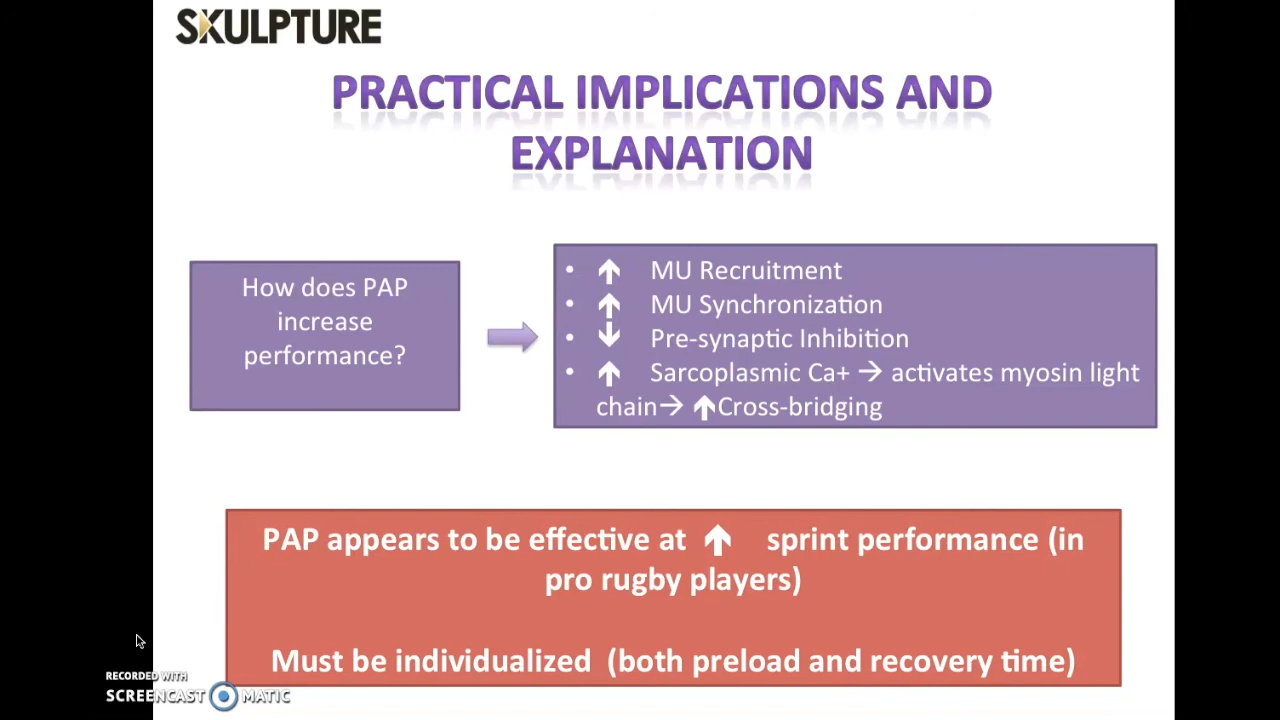 SKULPTURE
PRACTICAL IMPLICATIONS AND
EXPLANATION
How does PAP
increase
performance?
• ↑ MU Recruitment
• ↑ MU Synchronization
• ↓ Pre-synaptic Inhibition
• ↑ Sarcoplasmic Ca+ → activates myosin light
chain→ ↑Cross-bridging
PAP appears to be effective at ↑ sprint performance (in
pro rugby players)
Must be individualized (both preload and recovery time)
RECORDED WITH
SCREENCAST MATIC